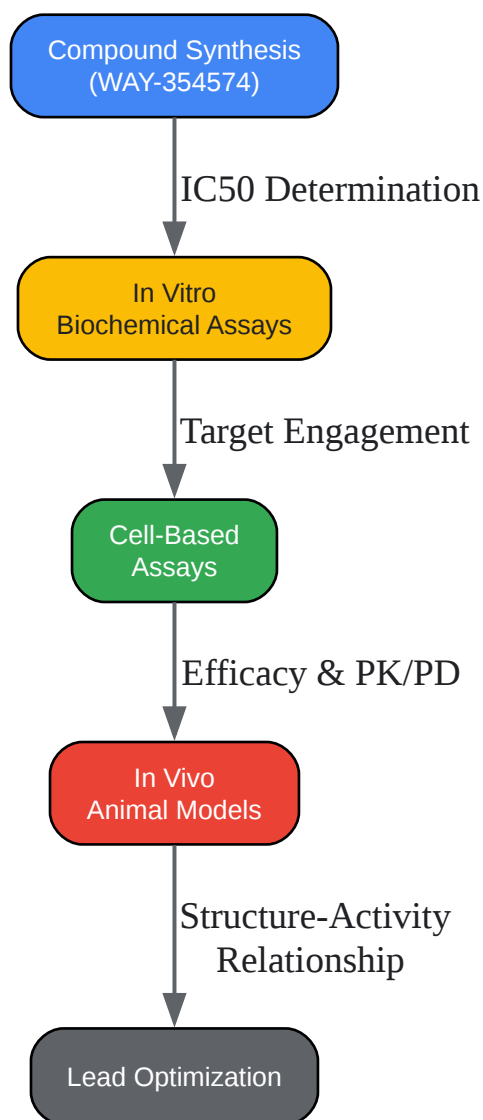 Compound Synthesis
(WAY-354574)
IC50 Determination
In Vitro
Biochemical Assays
Target Engagement
Cell-Based
Assays
Efficacy & PK/PD
In Vivo
Animal Models
Structure-Activity
Relationship
Lead Optimization